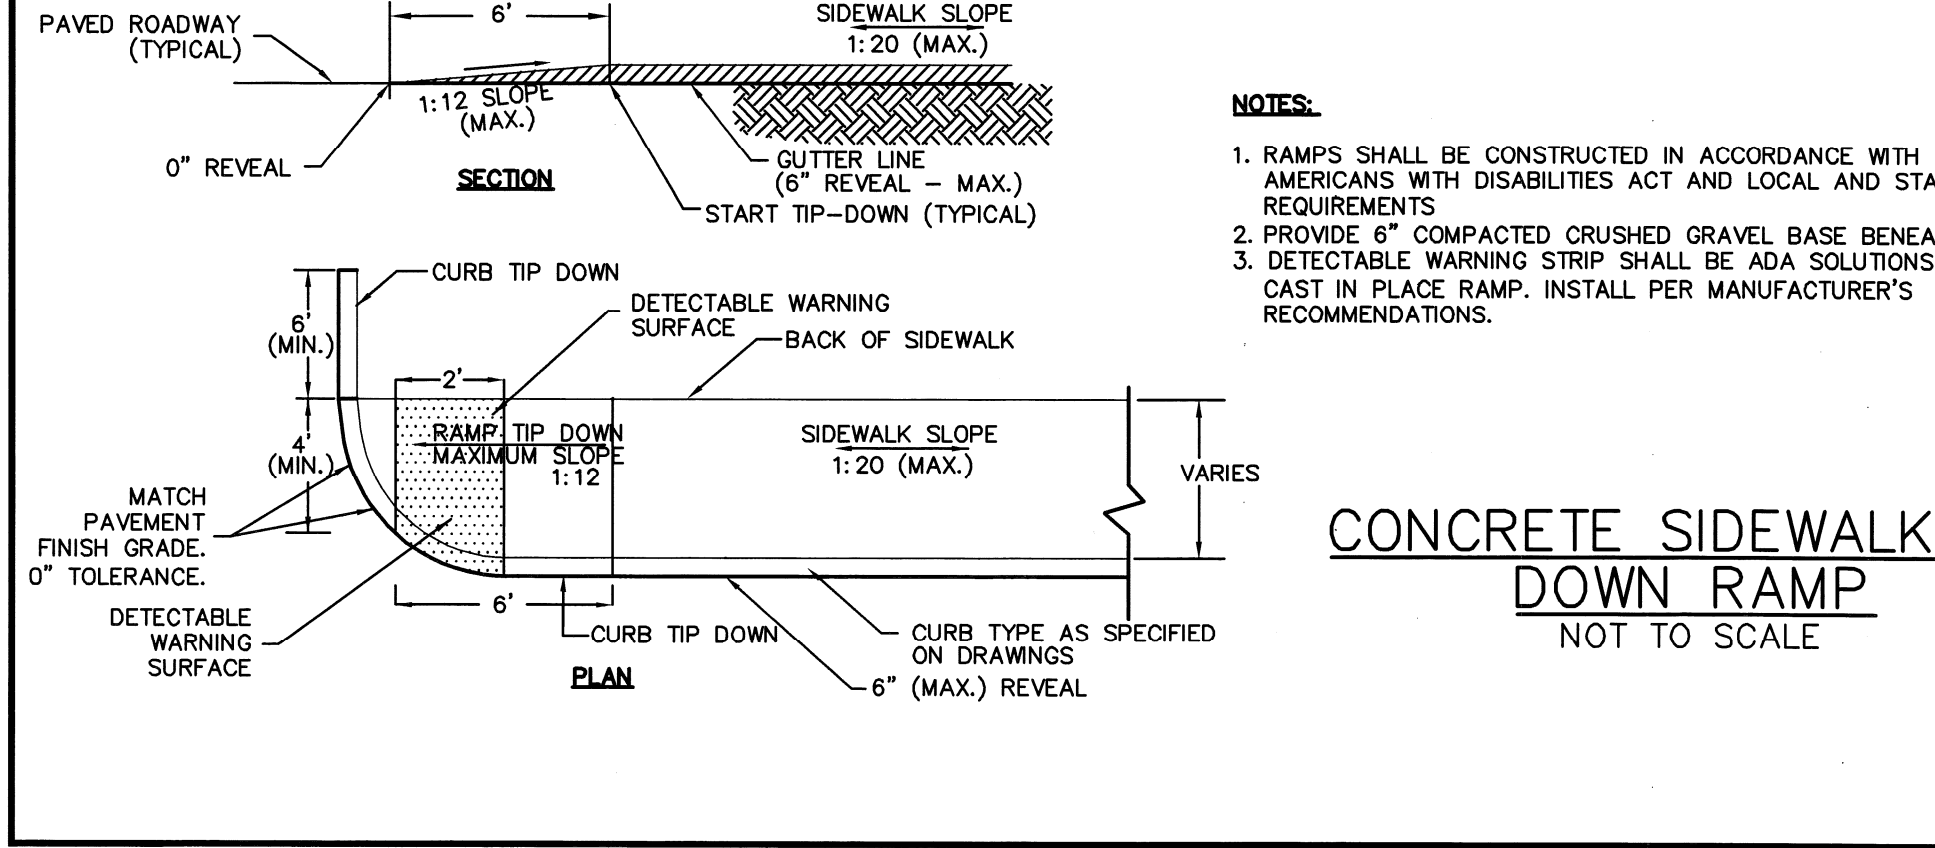 6'
SIDEWALK SLOPE
1:20 (MAX.)
PAVED ROADWAY
(TYPICAL)
1:12 SLOPE
(MAX.)
0" REVEAL
SECTION
GUTTER LINE
(6" REVEAL – MAX.)
START TIP–DOWN (TYPICAL)
NOTES:
1. RAMPS SHALL BE CONSTRUCTED IN ACCORDANCE WITH
AMERICANS WITH DISABILITIES ACT AND LOCAL AND STA
REQUIREMENTS
2. PROVIDE 6" COMPACTED CRUSHED GRAVEL BASE BENEA
3. DETECTABLE WARNING STRIP SHALL BE ADA SOLUTIONS
CAST IN PLACE RAMP. INSTALL PER MANUFACTURER'S
RECOMMENDATIONS.
CURB TIP DOWN
DETECTABLE WARNING
SURFACE
BACK OF SIDEWALK
6'
(MIN.)
2'
4'
(MIN.)
RAMP TIP DOWN
MAXIMUM SLOPE
1:12
SIDEWALK SLOPE
1:20 (MAX.)
VARIES
MATCH
PAVEMENT
FINISH GRADE.
0" TOLERANCE.
DETECTABLE
WARNING
SURFACE
6'
CURB TIP DOWN
CURB TYPE AS SPECIFIED
ON DRAWINGS
6" (MAX.) REVEAL
PLAN
CONCRETE SIDEWALK
DOWN RAMP
NOT TO SCALE